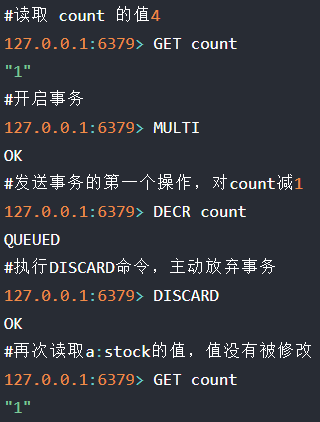 #读取 count 的值4
127.0.0.1:6379> GET count
"1"
#开启事务
127.0.0.1:6379> MULTI
OK
#发送事务的第一个操作，对count减1
127.0.0.1:6379> DECR count
QUEUED
#执行DISCARD命令，主动放弃事务
127.0.0.1:6379> DISCARD
OK
#再次读取a:stock的值，值没有被修改
127.0.0.1:6379> GET count
"1"